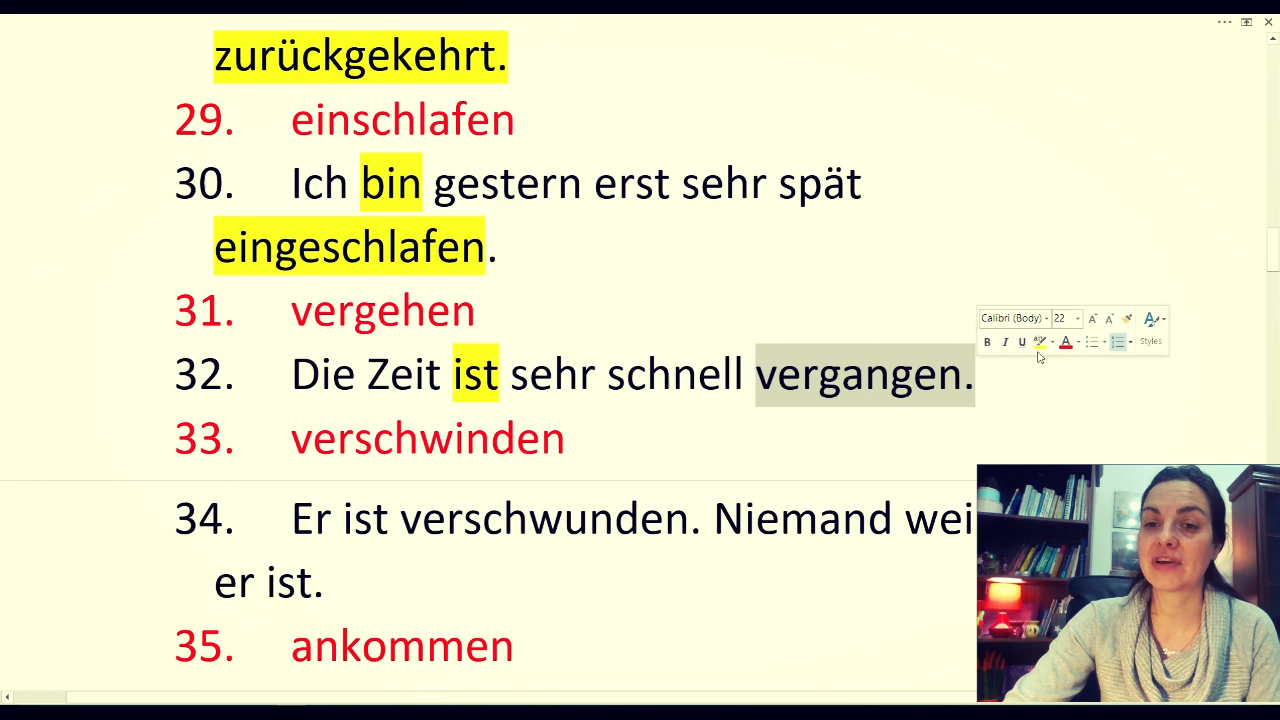 zurückgekehrt.
29. einschlafen
30. Ich bin gestern erst sehr spät
eingeschlafen.
31. vergehen
Calibri (Body) 22
Styles
32. Die Zeit ist sehr schnell vergangen.
33. verschwinden
34. Er ist verschwunden. Niemand wei
er ist.
35. ankommen